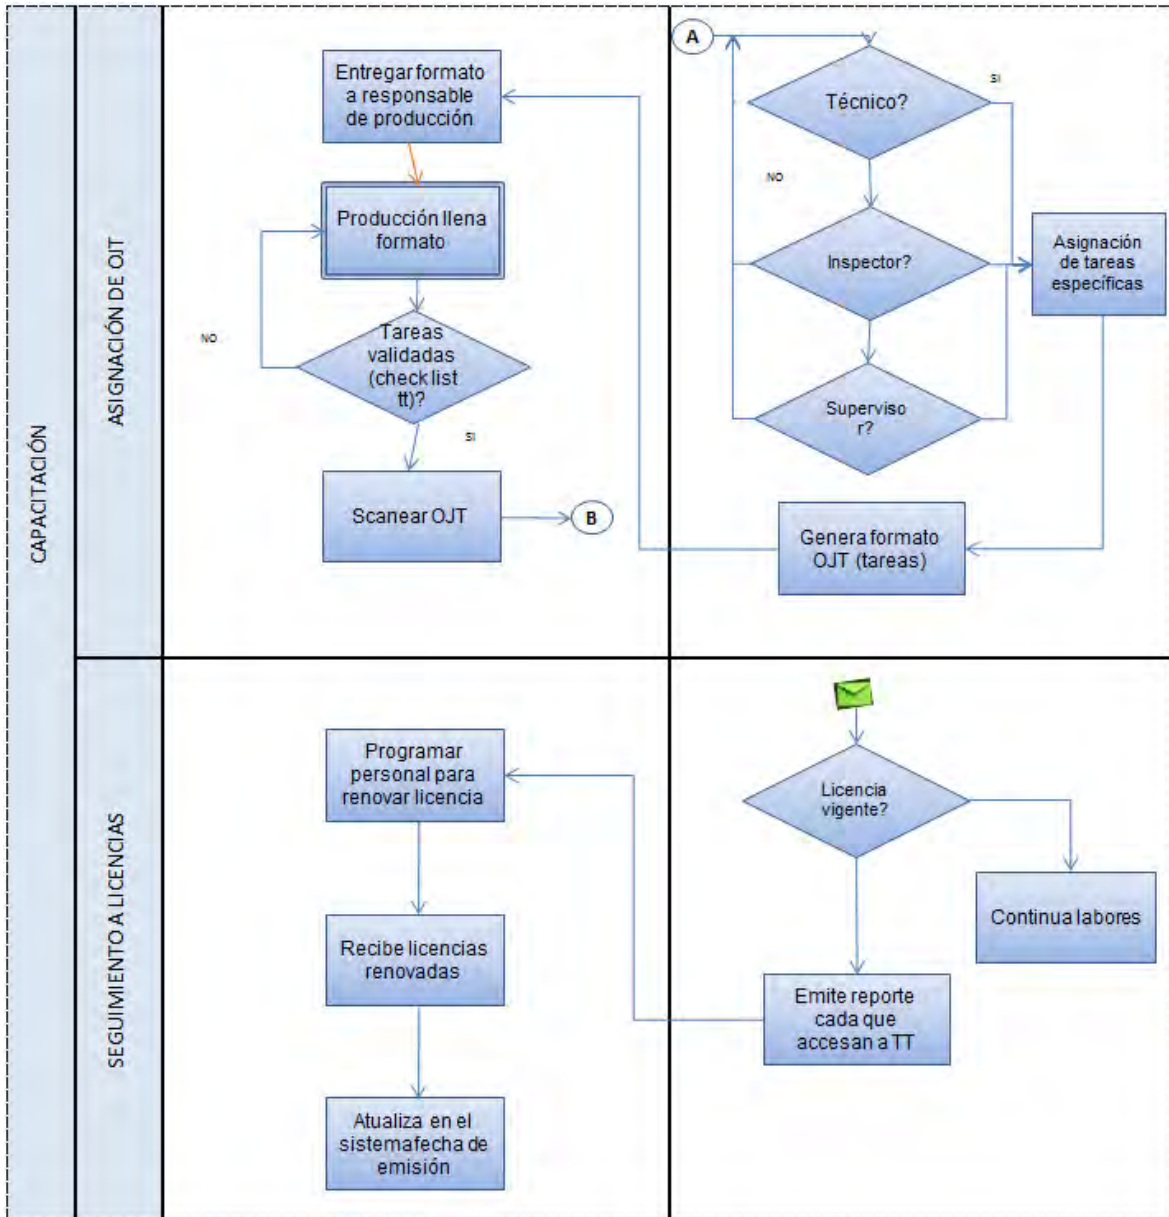 CAPACITACIÓN
ASIGNACIÓN DE OJT
Entregar formato
a responsable
de producción
Producción llena
formato
NO
Tareas
validadas
(check list
tt)?
SI
Scanear OJT
B
A
Técnico?
SI
NO
Inspector?
Asignación
de tareas
específicas
Superviso
r?
Genera formato
OJT (tareas)
SEGUIMIENTO A LICENCIAS
Programar
personal para
renovar licencia
Recibe licencias
renovadas
Atualiza en el
sistema fecha de
emisión
Licencia
vigente?
Continua labores
Emite reporte
cada que
accesan a TT